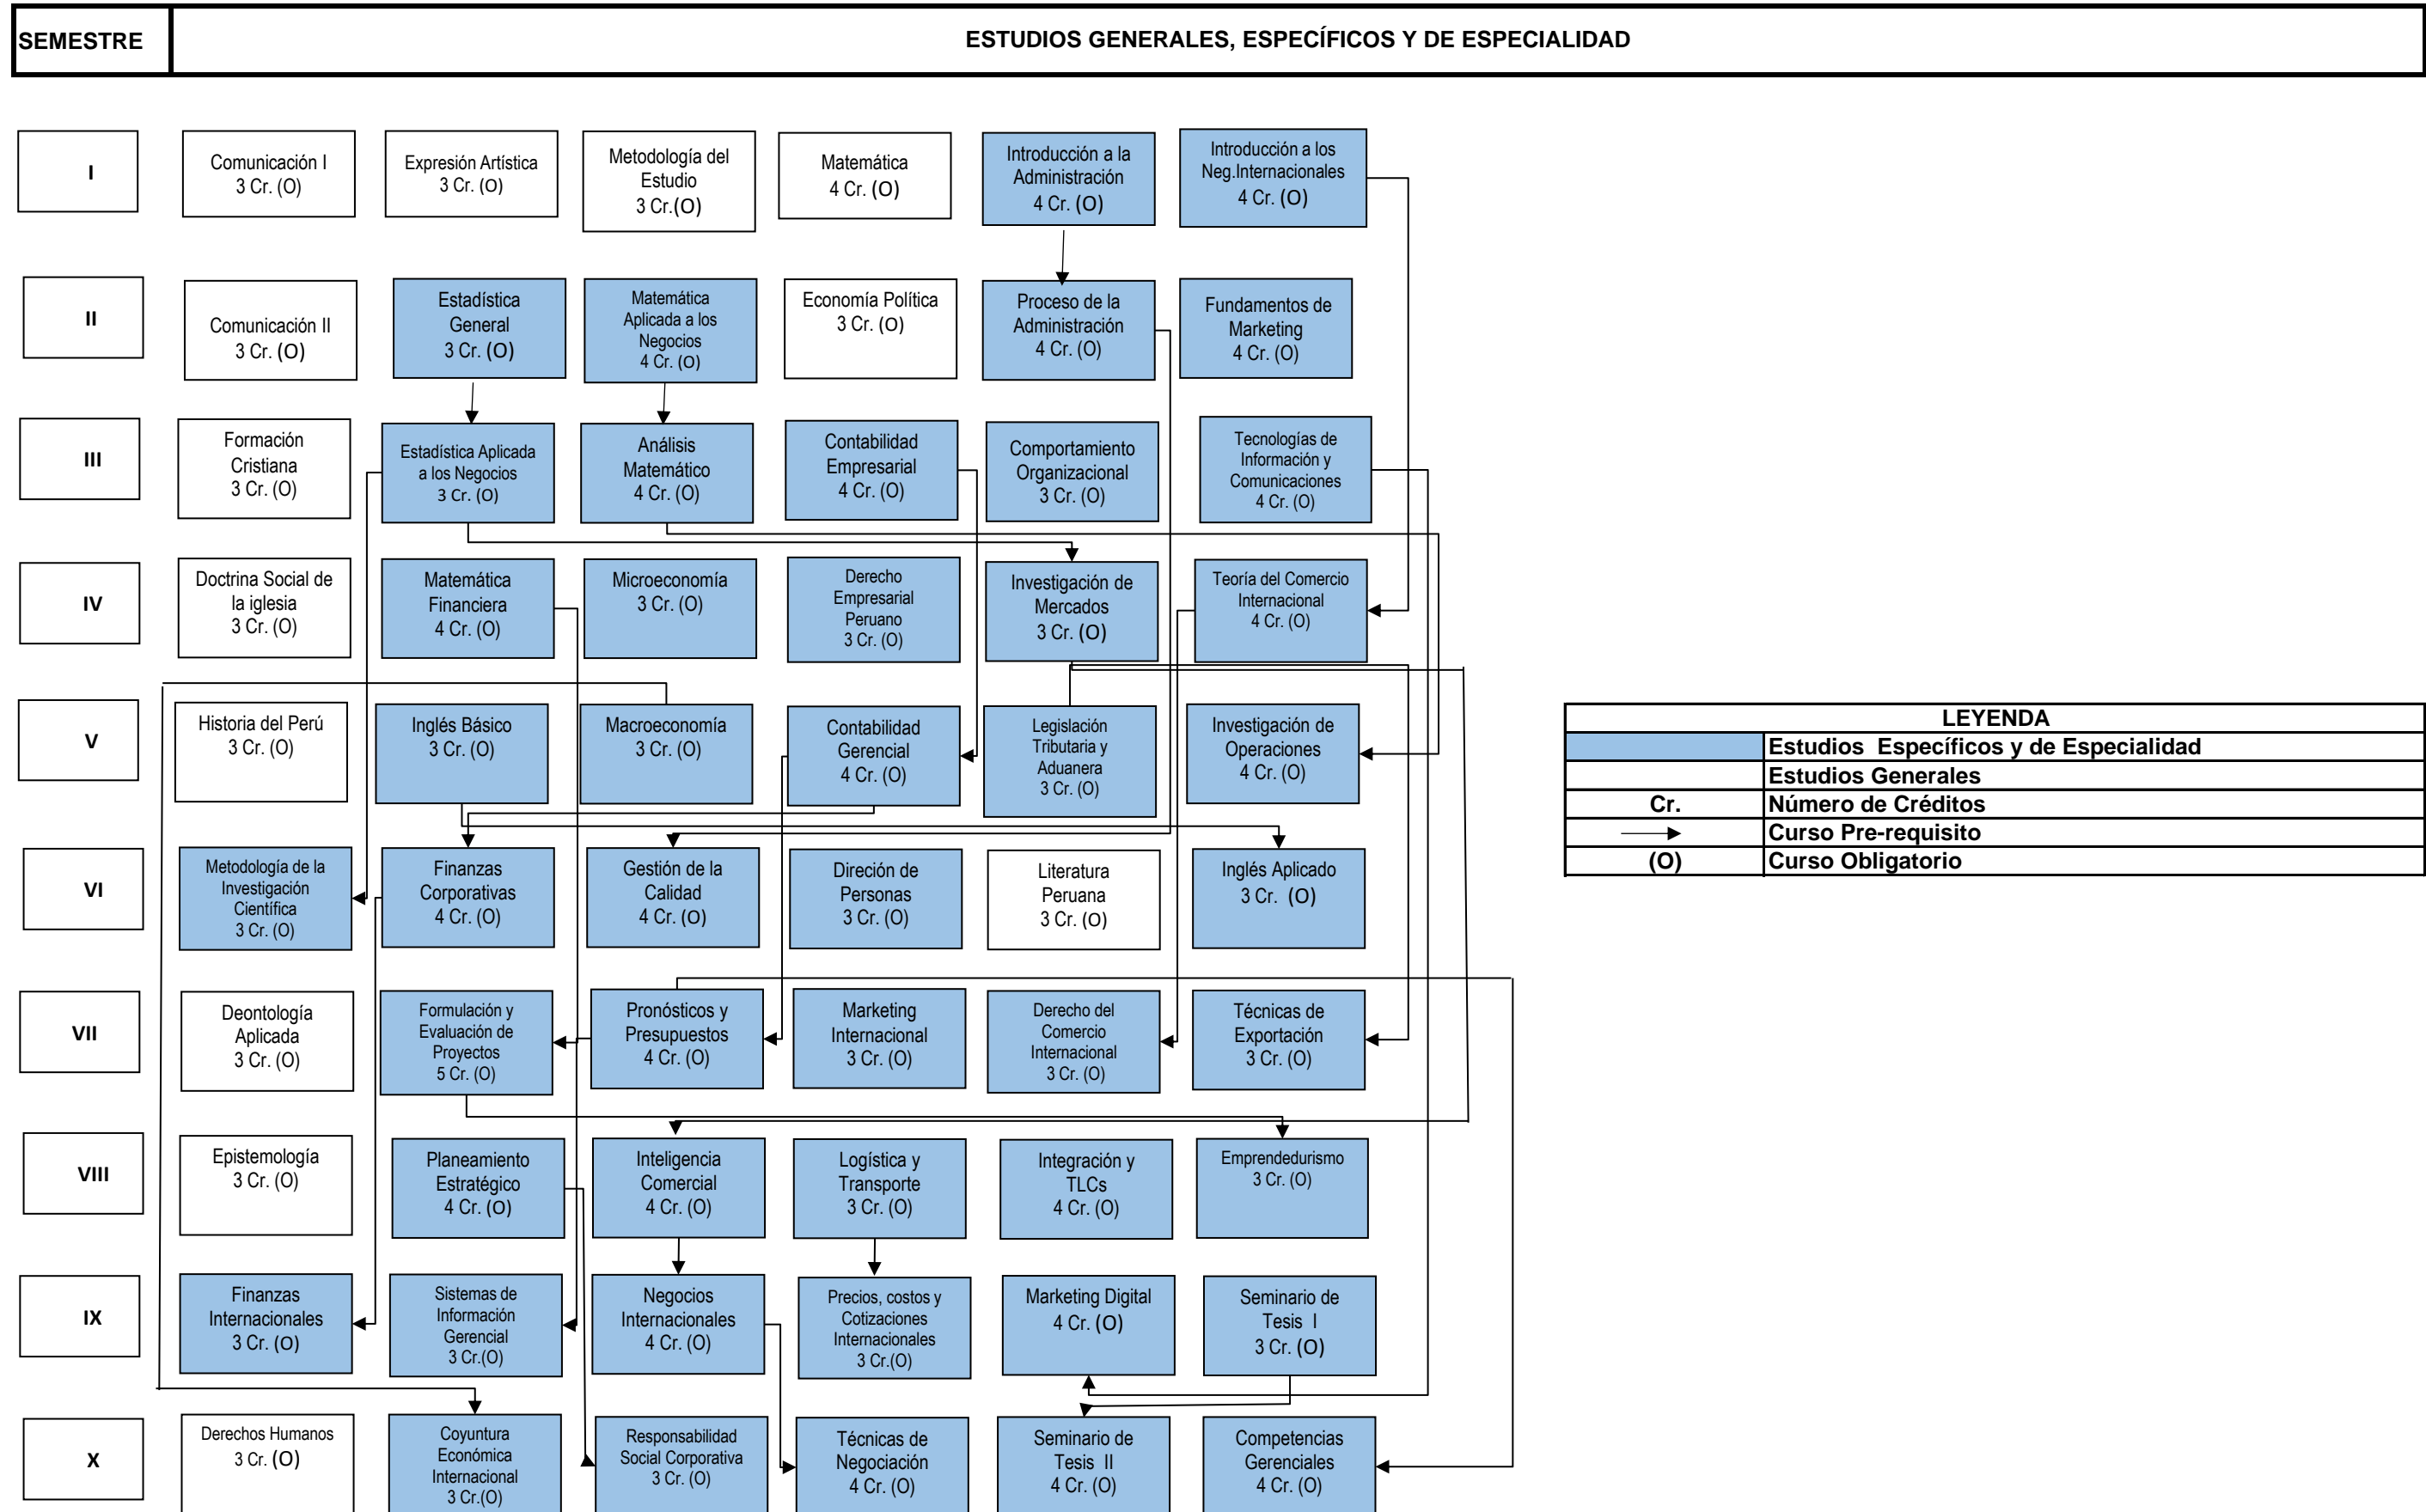 SEMESTRE
ESTUDIOS GENERALES, ESPECÍFICOS Y DE ESPECIALIDAD
I
Comunicación I
3 Cr. (O)
Expresión Artística
3 Cr. (O)
Metodología del
Estudio
3 Cr.(O)
Matemática
4 Cr. (O)
Introducción a la
Administración
4 Cr. (O)
Introducción a los
Neg.Internacionales
4 Cr. (O)
II
Comunicación II
3 Cr. (O)
Estadística
General
3 Cr. (O)
Matemática
Aplicada a los
Negocios
4 Cr. (O)
Economía Política
3 Cr. (O)
Proceso de la
Administración
4 Cr. (O)
Fundamentos de
Marketing
4 Cr. (O)
III
Formación
Cristiana
3 Cr. (O)
Estadística Aplicada
a los Negocios
3 Cr. (O)
Análisis
Matemático
4 Cr. (O)
Contabilidad
Empresarial
4 Cr. (O)
Comportamiento
Organizacional
3 Cr. (O)
Tecnologías de
Información y
Comunicaciones
4 Cr. (O)
IV
Doctrina Social de
la iglesia
3 Cr. (O)
Matemática
Financiera
4 Cr. (O)
Microeconomía
3 Cr. (O)
Derecho
Empresarial
Peruano
3 Cr. (O)
Investigación de
Mercados
3 Cr. (O)
Teoría del Comercio
Internacional
4 Cr. (O)
V
Historia del Perú
3 Cr. (O)
Inglés Básico
3 Cr. (O)
Macroeconomía
3 Cr. (O)
Contabilidad
Gerencial
4 Cr. (O)
Legislación
Tributaria y
Aduanera
3 Cr. (O)
Investigación de
Operaciones
4 Cr. (O)
LEYENDA
Estudios Específicos y de Especialidad
Estudios Generales
Cr. Número de Créditos
Curso Pre-requisito
(O) Curso Obligatorio
VI
Metodología de la
Investigación
Científica
3 Cr. (O)
Finanzas
Corporativas
4 Cr. (O)
Gestión de la
Calidad
4 Cr. (O)
Direción de
Personas
3 Cr. (O)
Literatura
Peruana
3 Cr. (O)
Inglés Aplicado
3 Cr. (O)
VII
Deontología
Aplicada
3 Cr. (O)
Formulación y
Evaluación de
Proyectos
5 Cr. (O)
Pronósticos y
Presupuestos
4 Cr. (O)
Marketing
Internacional
3 Cr. (O)
Derecho del
Comercio
Internacional
3 Cr. (O)
Técnicas de
Exportación
3 Cr. (O)
VIII
Epistemología
3 Cr. (O)
Planeamiento
Estratégico
4 Cr. (O)
Inteligencia
Comercial
4 Cr. (O)
Logística y
Transporte
3 Cr. (O)
Integración y
TLCs
4 Cr. (O)
Emprendedurismo
3 Cr. (O)
IX
Finanzas
Internacionales
3 Cr. (O)
Sistemas de
Información
Gerencial
3 Cr.(O)
Negocios
Internacionales
4 Cr. (O)
Precios, costos y
Cotizaciones
Internacionales
3 Cr.(O)
Marketing Digital
4 Cr. (O)
Seminario de
Tesis I
3 Cr. (O)
X
Derechos Humanos
3 Cr. (O)
Coyuntura
Económica
Internacional
3 Cr.(O)
Responsabilidad
Social Corporativa
3 Cr. (O)
Técnicas de
Negociación
4 Cr. (O)
Seminario de
Tesis II
4 Cr. (O)
Competencias
Gerenciales
4 Cr. (O)